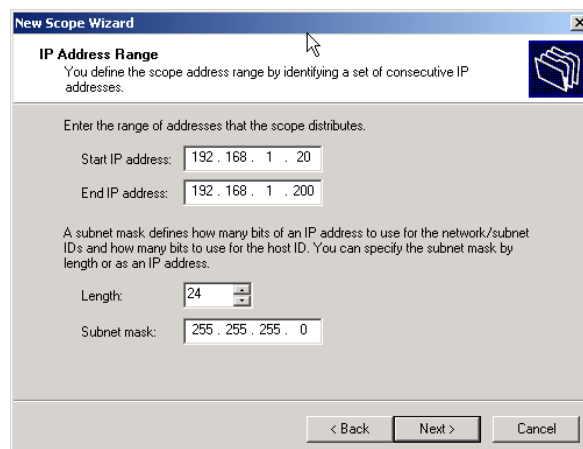 New Scope Wizard
IP Address Range
You define the scope address range by identifying a set of consecutive IP
addresses.
Enter the range of addresses that the scope distributes.
Start IP address: 192 . 168 . 1 . 20
End IP address: 192 . 168 . 1 . 200
A subnet mask defines how many bits of an IP address to use for the network/subnet
IDs and how many bits to use for the host ID. You can specify the subnet mask by
length or as an IP address.
Length: 24
Subnet mask: 255 . 255 . 255 . 0
< Back Next > Cancel